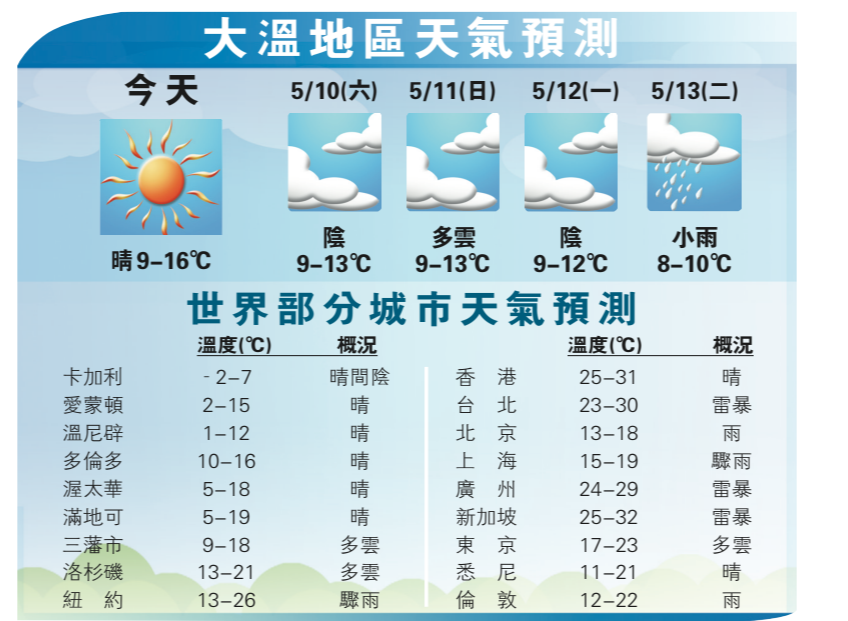 大溫地區天氣預測
今天 5/10(六) 5/11(日) 5/12(一) 5/13(二)
陰 多雲 陰 小雨
晴9–16℃ 9–13℃ 9–13℃ 9–12℃ 8–10℃
世界部分城市天氣預測
溫度(℃) 概況 溫度(℃) 概況
卡加利 -2–7 晴間陰 香 港 25–31 晴
愛蒙頓 2–15 晴 台 北 23–30 雷暴
溫尼辟 1–12 晴 北 京 13–18 雨
多倫多 10–16 晴 上 海 15–19 驟雨
渥太華 5–18 晴 廣 州 24–29 雷暴
滿地可 5–19 晴 新加坡 25–32 雷暴
三藩市 9–18 多雲 東 京 17–23 多雲
洛杉磯 13–21 多雲 悉 尼 11–21 晴
紐 約 13–26 驟雨 倫 敦 12–22 雨